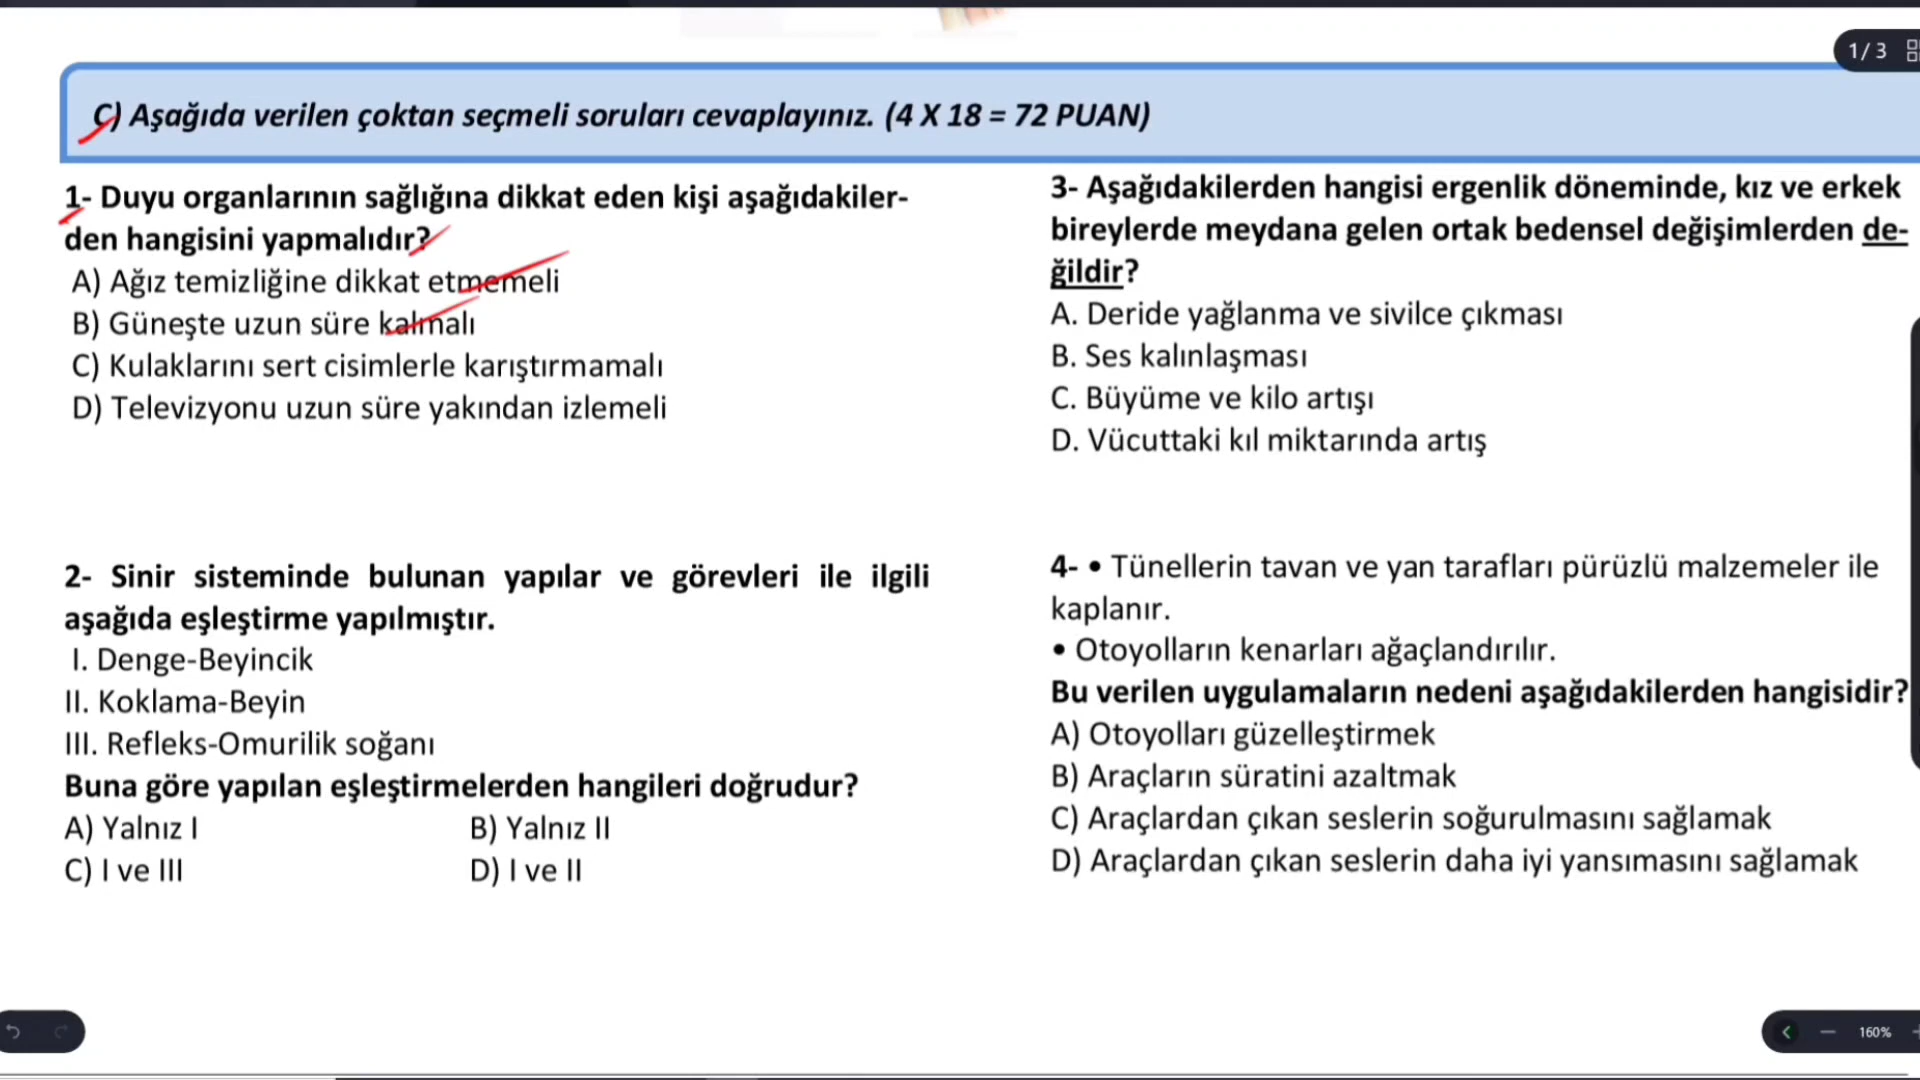 1/3
C) Aşağıda verilen çoktan seçmeli soruları cevaplayınız. (4 X 18 = 72 PUAN)
1- Duyu organlarının sağlığına dikkat eden kişi aşağıdakiler-
den hangisini yapmalıdır?
A) Ağız temizliğine dikkat etmemeli
B) Güneşte uzun süre kalmalı
C) Kulaklarını sert cisimlerle karıştırmamalı
D) Televizyonu uzun süre yakından izlemeli
2- Sinir sisteminde bulunan yapılar ve görevleri ile ilgili
aşağıda eşleştirme yapılmıştır.
I. Denge-Beyincik
II. Koklama-Beyin
III. Refleks-Omurilik soğanı
Buna göre yapılan eşleştirmelerden hangileri doğrudur?
A) Yalnız I B) Yalnız II
C) I ve III D) I ve II
3- Aşağıdakilerden hangisi ergenlik döneminde, kız ve erkek
bireylerde meydana gelen ortak bedensel değişimlerden de-
ğildir?
A. Deride yağlanma ve sivilce çıkması
B. Ses kalınlaşması
C. Büyüme ve kilo artışı
D. Vücuttaki kıl miktarında artış
4- • Tünellerin tavan ve yan tarafları pürüzlü malzemeler ile
kaplanır.
• Otoyolların kenarları ağaçlandırılır.
Bu verilen uygulamaların nedeni aşağıdakilerden hangisidir?
A) Otoyolları güzelleştirmek
B) Araçların süratini azaltmak
C) Araçlardan çıkan seslerin soğurulmasını sağlamak
D) Araçlardan çıkan seslerin daha iyi yansımasını sağlamak
160%